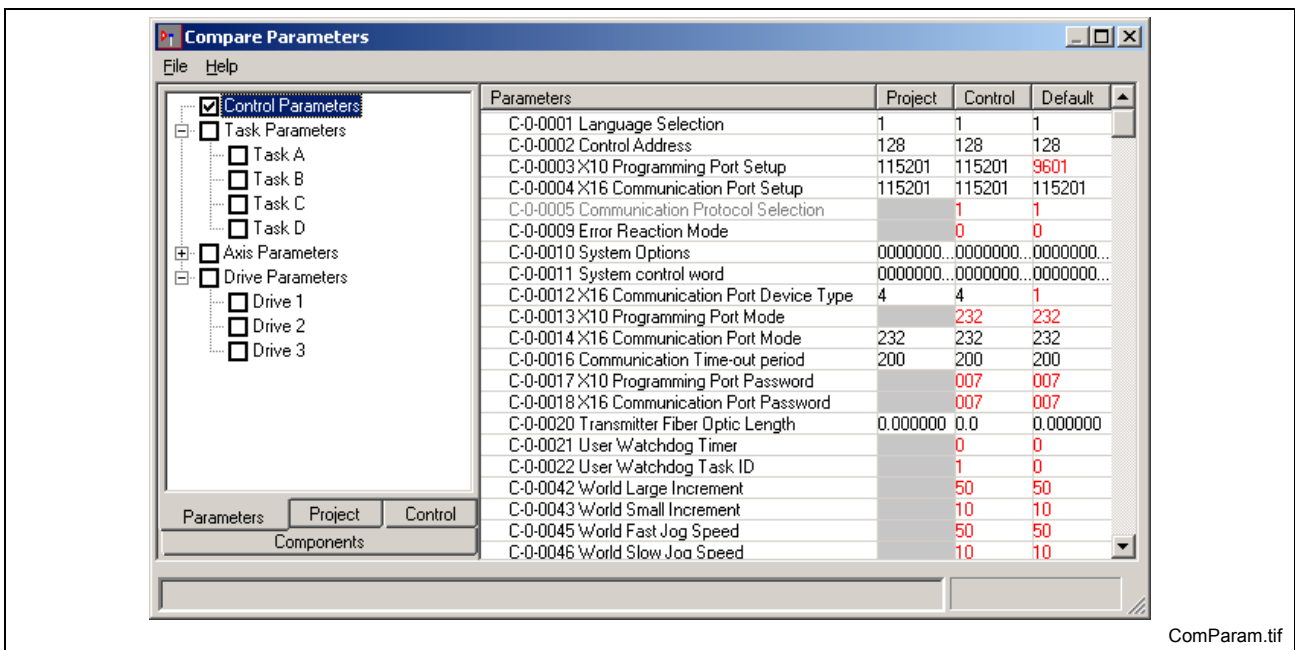 Compare Parameters
File Help
Control Parameters
Task Parameters
Task A
Task B
Task C
Task D
Axis Parameters
Drive Parameters
Drive 1
Drive 2
Drive 3
Parameters Project Control
Components
Parameters Project Control Default
C-0-0001 Language Selection 1 1 1
C-0-0002 Control Address 128 128 128
C-0-0003 X10 Programming Port Setup 115201 115201 9601
C-0-0004 X16 Communication Port Setup 115201 115201 115201
C-0-0005 Communication Protocol Selection 1 1
C-0-0009 Error Reaction Mode 0 0
C-0-0010 System Options 0000000... 0000000... 0000000...
C-0-0011 System control word 0000000... 0000000... 0000000...
C-0-0012 X16 Communication Port Device Type 4 4 1
C-0-0013 X10 Programming Port Mode 232 232
C-0-0014 X16 Communication Port Mode 232 232 232
C-0-0016 Communication Time-out period 200 200 200
C-0-0017 X10 Programming Port Password 007 007
C-0-0018 X16 Communication Port Password 007 007
C-0-0020 Transmitter Fiber Optic Length 0.000000 0.0 0.000000
C-0-0021 User Watchdog Timer 0 0
C-0-0022 User Watchdog Task ID 1 0
C-0-0042 World Large Increment 50 50
C-0-0043 World Small Increment 10 10
C-0-0045 World Fast Jog Speed 50 50
C-0-0046 World Slow Jog Speed 10 10
ComParam.tif